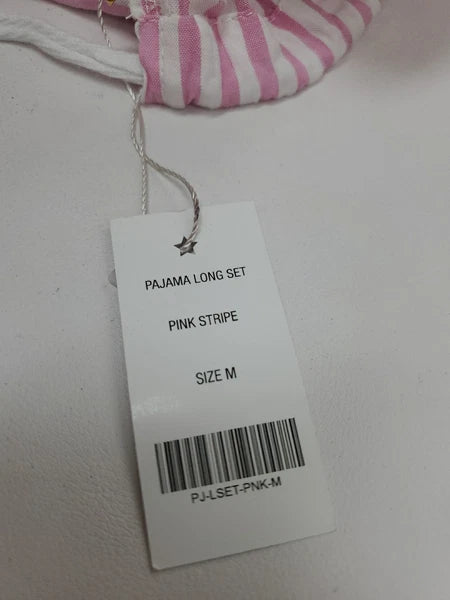 PAJAMA LONG SET
PINK STRIPE
SIZE M
PJ-LSET-PNK-M